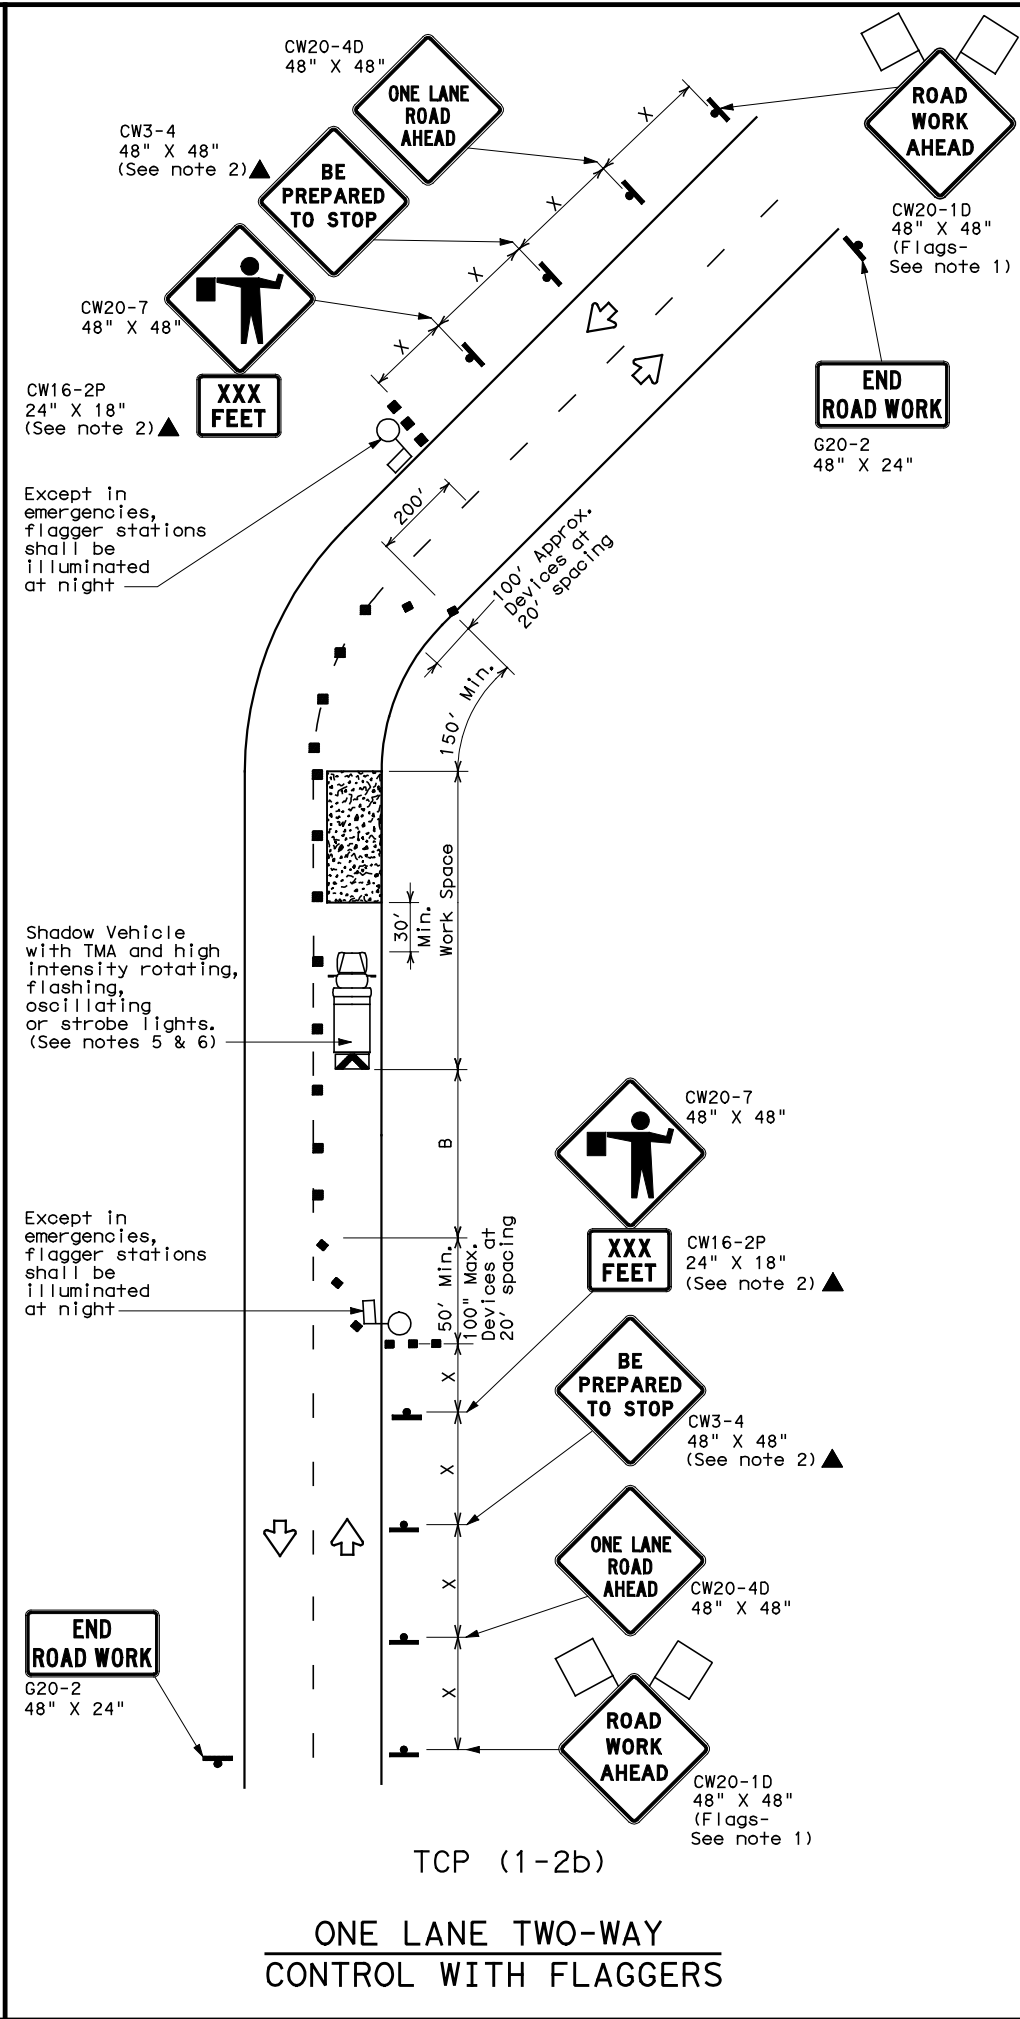 CW20-4D
48" X 48"
ONE LANE
ROAD
AHEAD
X
ROAD
WORK
AHEAD
CW20-1D
48" X 48"
(Flags-
See note 1)
CW3-4
48" X 48"
(See note 2)
BE
PREPARED
TO STOP
X
CW20-7
48" X 48"
X
X
CW16-2P
24" X 18"
(See note 2)
XXX
FEET
END
ROAD WORK
G20-2
48" X 24"
Except in
emergencies,
flagger stations
shall be
illuminated
at night
200'
100' Approx.
Devices at
20' spacing
150' Min.
Work Space
30'
Min.
Shadow Vehicle
with TMA and high
intensity rotating,
flashing,
oscillating
or strobe lights.
(See notes 5 & 6)
B
CW20-7
48" X 48"
XXX
FEET
CW16-2P
24" X 18"
(See note 2)
Except in
emergencies,
flagger stations
shall be
illuminated
at night
50' Min.
100" Max.
Devices at
20' spacing
X
BE
PREPARED
TO STOP
CW3-4
48" X 48"
(See note 2)
X
ONE LANE
ROAD
AHEAD
CW20-4D
48" X 48"
X
END
ROAD WORK
G20-2
48" X 24"
X
ROAD
WORK
AHEAD
CW20-1D
48" X 48"
(Flags-
See note 1)
TCP (1-2b)
ONE LANE TWO-WAY
CONTROL WITH FLAGGERS